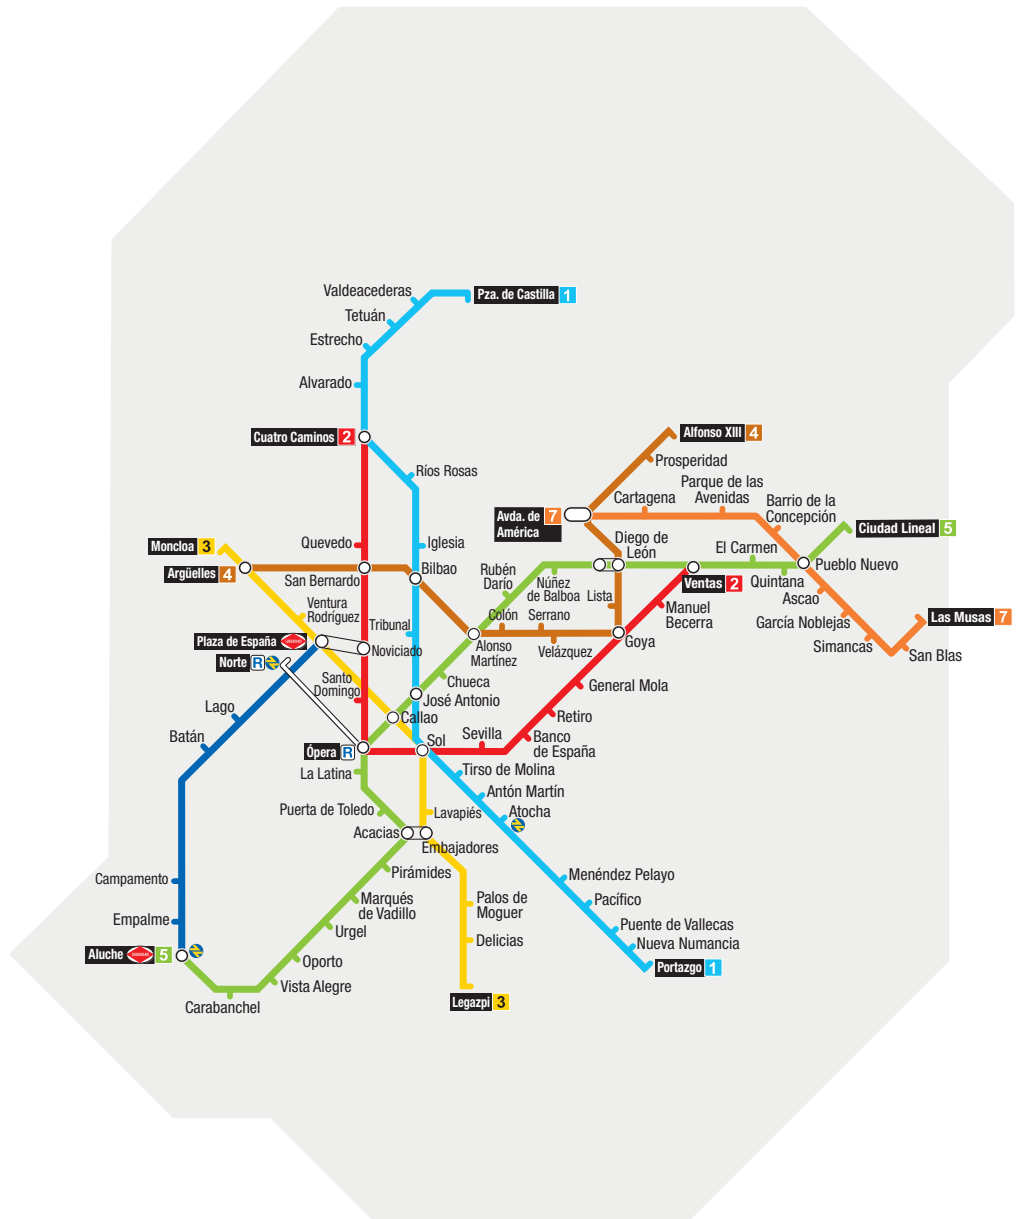 Valdeacederas
Pza. de Castilla 1
Tetuán
Estrecho
Alvarado
Cuatro Caminos 2
Alfonso XIII 4
Prosperidad
Ríos Rosas
Parque de las
Avenidas
Cartagena
Barrio de la
Concepción
Avda. de
América
7
Ciudad Lineal 5
Diego de
León
Quevedo
Iglesia
Moncloa 3
El Carmen
Pueblo Nuevo
Argüelles 4
San Bernardo
Bilbao
Rubén
Darío
Núñez
de Balboa
Lista
Ventas 2
Quintana
Ascao
Ventura
Rodríguez
Manuel
Becerra
Colón
Serrano
García Noblejas
Las Musas 7
Tribunal
Plaza de España
Noviciado
Alonso
Martínez
Velázquez
Goya
Simancas
San Blas
Norte R
Santo
Domingo
Chueca
General Mola
José Antonio
Lago
Callao
Retiro
Batán
Sol
Sevilla
Banco
de España
Ópera R
La Latina
Tirso de Molina
Antón Martín
Puerta de Toledo
Lavapiés
Atocha
Acacias
Embajadores
Pirámides
Menéndez Pelayo
Campamento
Marqués
de Vadillo
Palos de
Moguer
Pacífico
Empalme
Urgel
Puente de Vallecas
Delicias
Nueva Numancia
Aluche 5
Oporto
Portazgo 1
Vista Alegre
Carabanchel
Legazpi 3